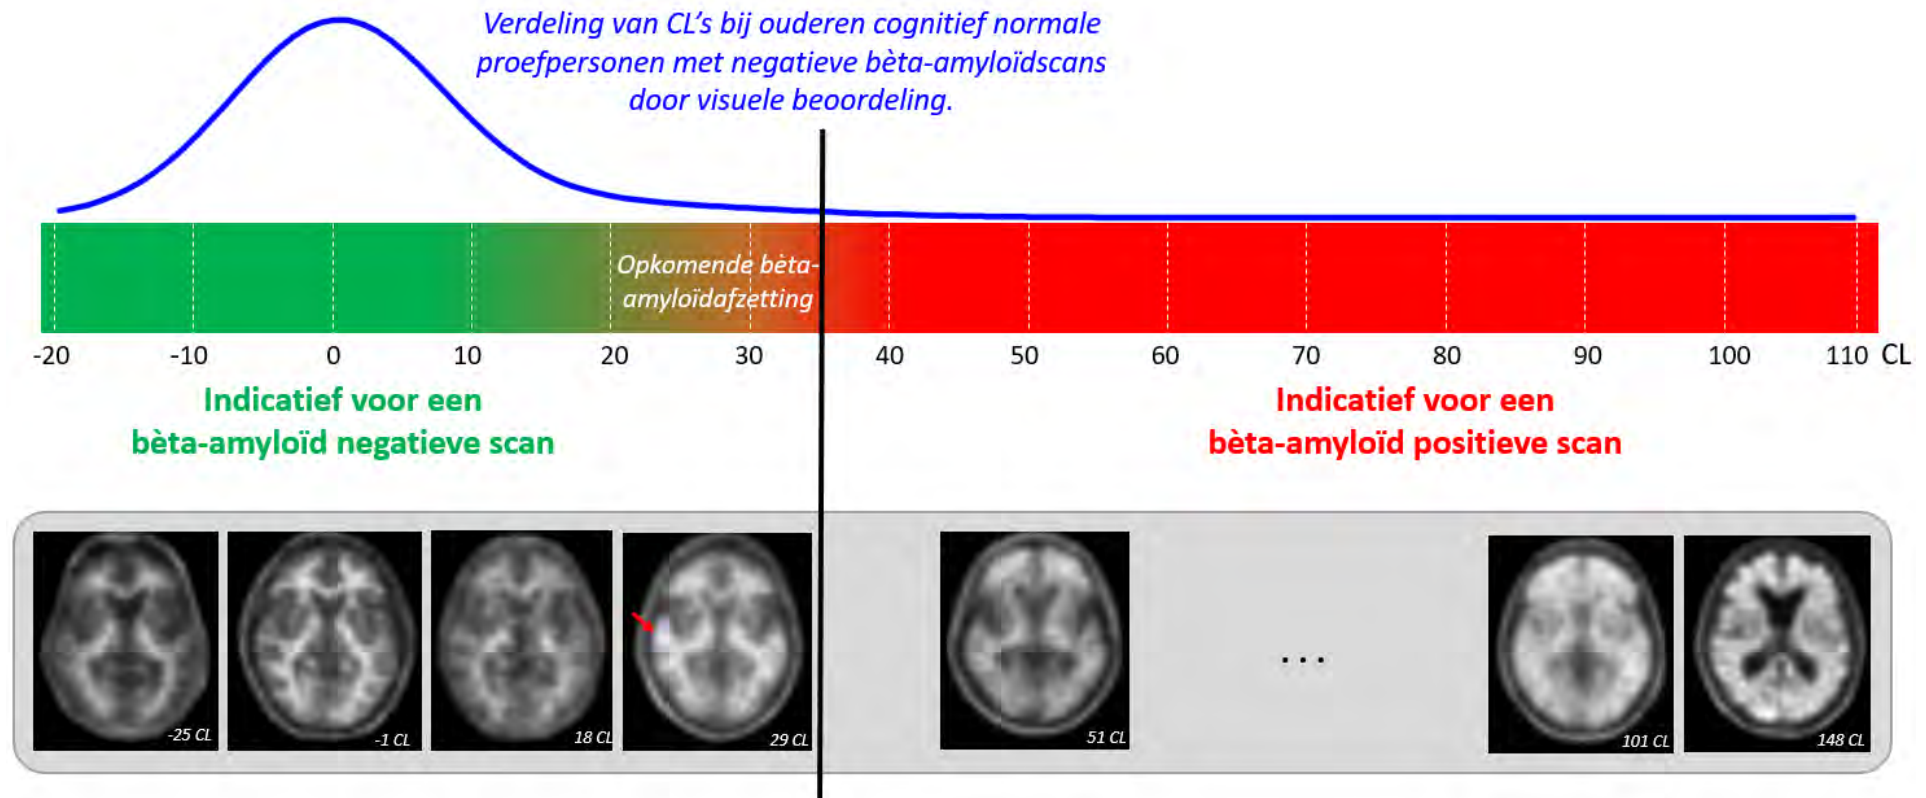 Verdeling van CL's bij ouderen cognitief normale
proefpersonen met negatieve bèta-amyloïdscans
door visuele beoordeling.
Opkomende bèta-
amyloïdafzetting
-20 -10 0 10 20 30 40 50 60 70 80 90 100 110 CL
Indicatief voor een
bèta-amyloïd negatieve scan
Indicatief voor een
bèta-amyloïd positieve scan
...
-25 CL
-1 CL
18 CL
29 CL
51 CL
101 CL
148 CL